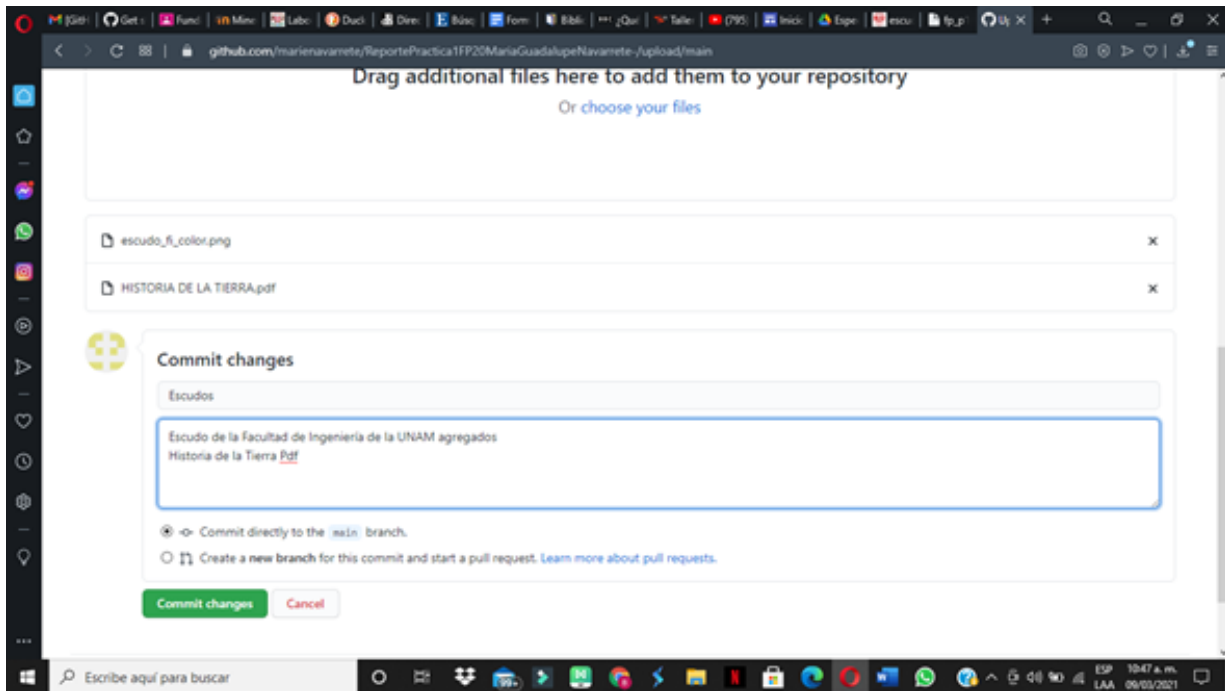 github.com/marienavarrete/ReportePractica1FP20MariaGuadalupeNavarrete-/upload/main
Drag additional files here to add them to your repository
Or choose your files
escudo_fi_color.png
HISTORIA DE LA TIERRA.pdf
Commit changes
Escudos
Escudo de la Facultad de Ingeniería de la UNAM agregados
Historia de la Tierra Pdf
Commit directly to the main branch.
Create a new branch for this commit and start a pull request. Learn more about pull requests.
Commit changes Cancel
Escribe aquí para buscar
ESP 10:47 a. m.
LAA 09/03/2021